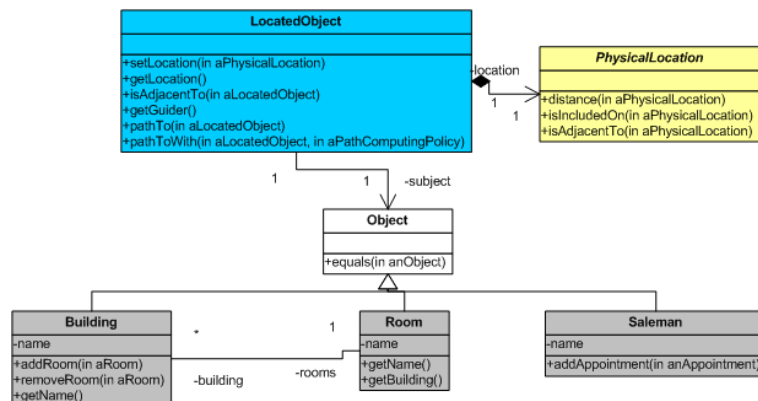 LocatedObject
+setLocation(in aPhysicalLocation)
+getLocation()
+isAdjacentTo(in aLocatedObject)
+getGuider()
+pathTo(in aLocatedObject)
+pathToWith(in aLocatedObject, in aPathComputingPolicy)
-location
1
1
PhysicalLocation
+distance(in aPhysicalLocation)
+isIncludedOn(in aPhysicalLocation)
+isAdjacentTo(in aPhysicalLocation)
1
1
-subject
Object
+equals(in anObject)
Building
-name
+addRoom(in aRoom)
+removeRoom(in aRoom)
+getName()
*
1
-building
-rooms
Room
-name
+getName()
+getBuilding()
Saleman
-name
+addAppointment(in anAppointment)